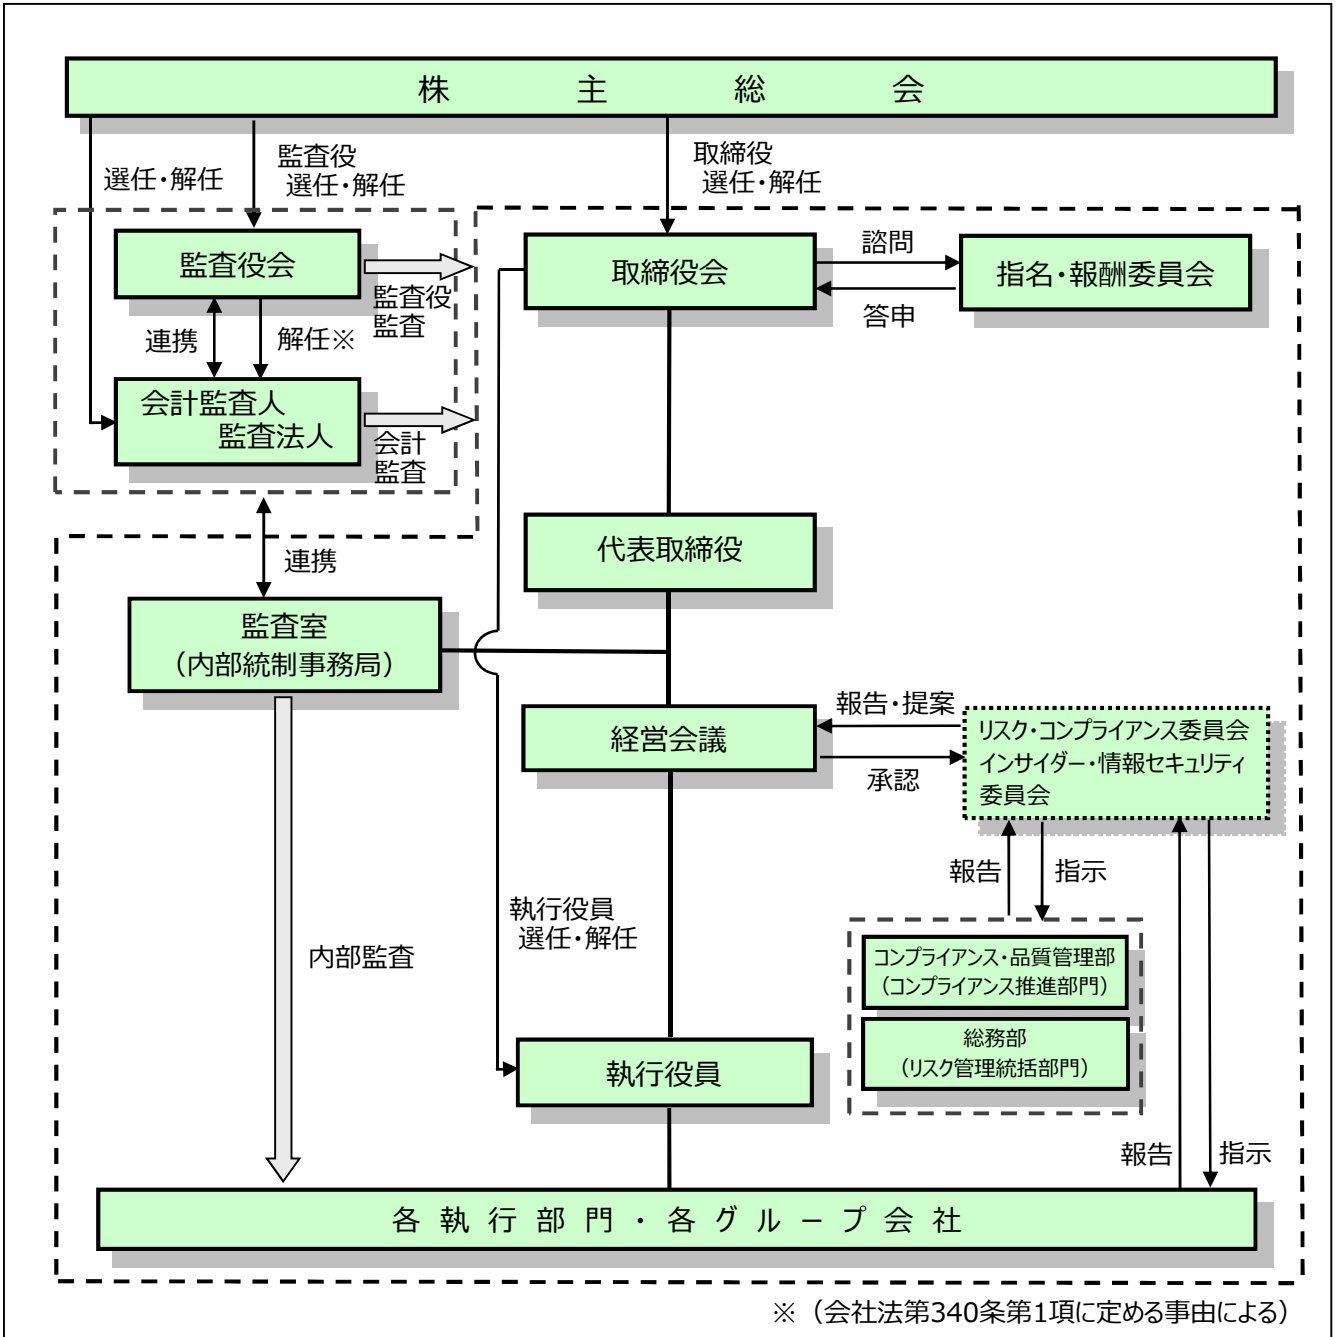 株主総会
選任・解任
監査役
選任・解任
取締役
選任・解任
監査役会
監査役
監査
連携
解任※
会計監査人
監査法人
会計
監査
取締役会
諮問
答申
指名・報酬委員会
代表取締役
連携
監査室
（内部統制事務局）
経営会議
報告・提案
承認
リスク・コンプライアンス委員会
インサイダー・情報セキュリティ
委員会
報告
指示
執行役員
選任・解任
内部監査
コンプライアンス・品質管理部
（コンプライアンス推進部門）
総務部
（リスク管理統括部門）
執行役員
報告
指示
各執行部門・各グループ会社
※（会社法第340条第1項に定める事由による）